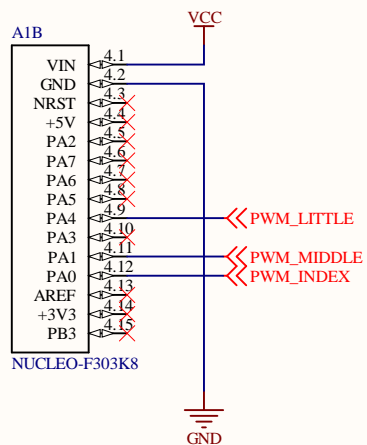 VCC
A1B
VIN 4.1
GND 4.2
NRST 4.3
+5V 4.4
PA2 4.5
PA7 4.6
PA6 4.7
PA5 4.8
PA4 4.9 PWM_LITTLE
PA3 4.10
PA1 4.11 PWM_MIDDLE
PA0 4.12 PWM_INDEX
AREF 4.13
+3V3 4.14
PB3 4.15
NUCLEO-F303K8
GND